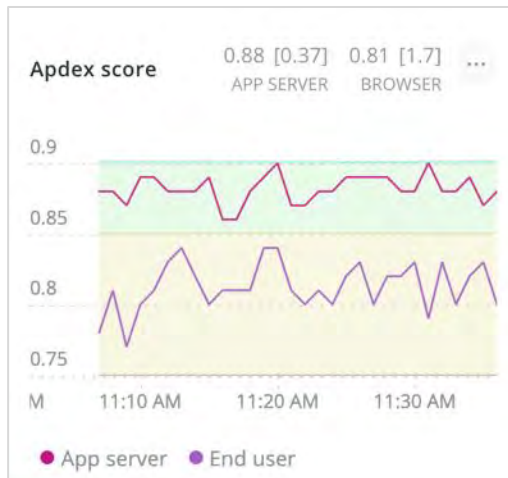 Apdex score
0.88 [0.37] 0.81 [1.7] ...
APP SERVER BROWSER
0.9
0.85
0.8
0.75
M 11:10 AM 11:20 AM 11:30 AM
App server End user